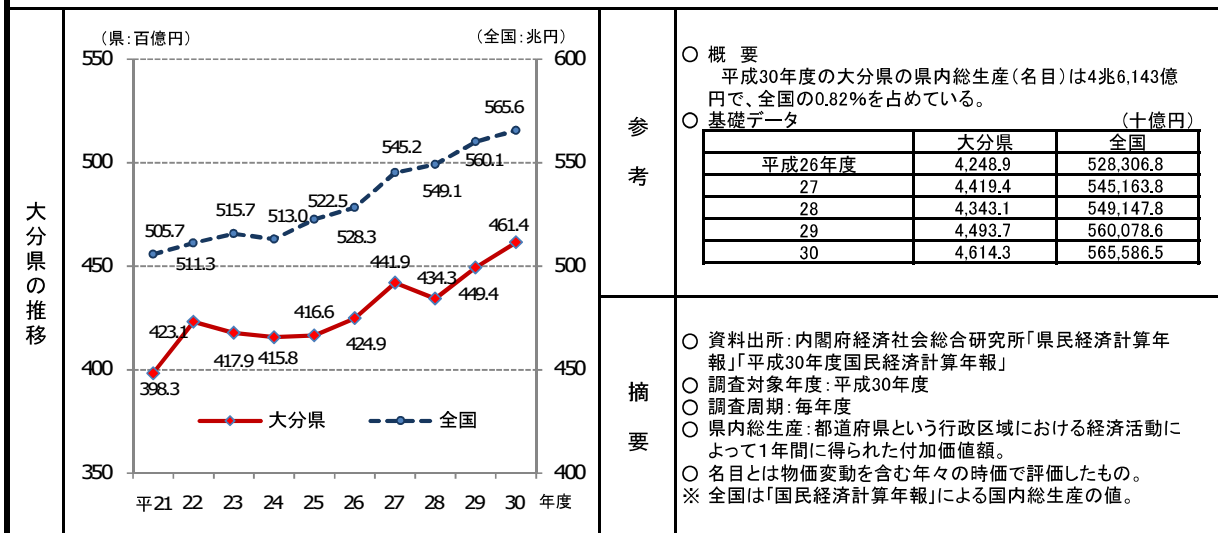 大分県の推移
（県:百億円）
（全国:兆円）
550
500
450
400
350
600
550
500
450
400
505.7
511.3
515.7
513.0
522.5
528.3
545.2
549.1
560.1
565.6
398.3
423.1
417.9
415.8
416.6
424.9
441.9
434.3
449.4
461.4
大分県
全国
平21 22 23 24 25 26 27 28 29 30 年度
参考
○ 概 要
平成30年度の大分県の県内総生産（名目）は4兆6,143億
円で、全国の0.82％を占めている。
○ 基礎データ （十億円）
大分県 全国
平成26年度 4,248.9 528,306.8
27 4,419.4 545,163.8
28 4,343.1 549,147.8
29 4,493.7 560,078.6
30 4,614.3 565,586.5
摘要
○ 資料出所:内閣府経済社会総合研究所「県民経済計算年
報」「平成30年度国民経済計算年報」
○ 調査対象年度:平成30年度
○ 調査周期:毎年度
○ 県内総生産:都道府県という行政区域における経済活動に
よって１年間に得られた付加価値額。
○ 名目とは物価変動を含む年々の時価で評価したもの。
※ 全国は「国民経済計算年報」による国内総生産の値。